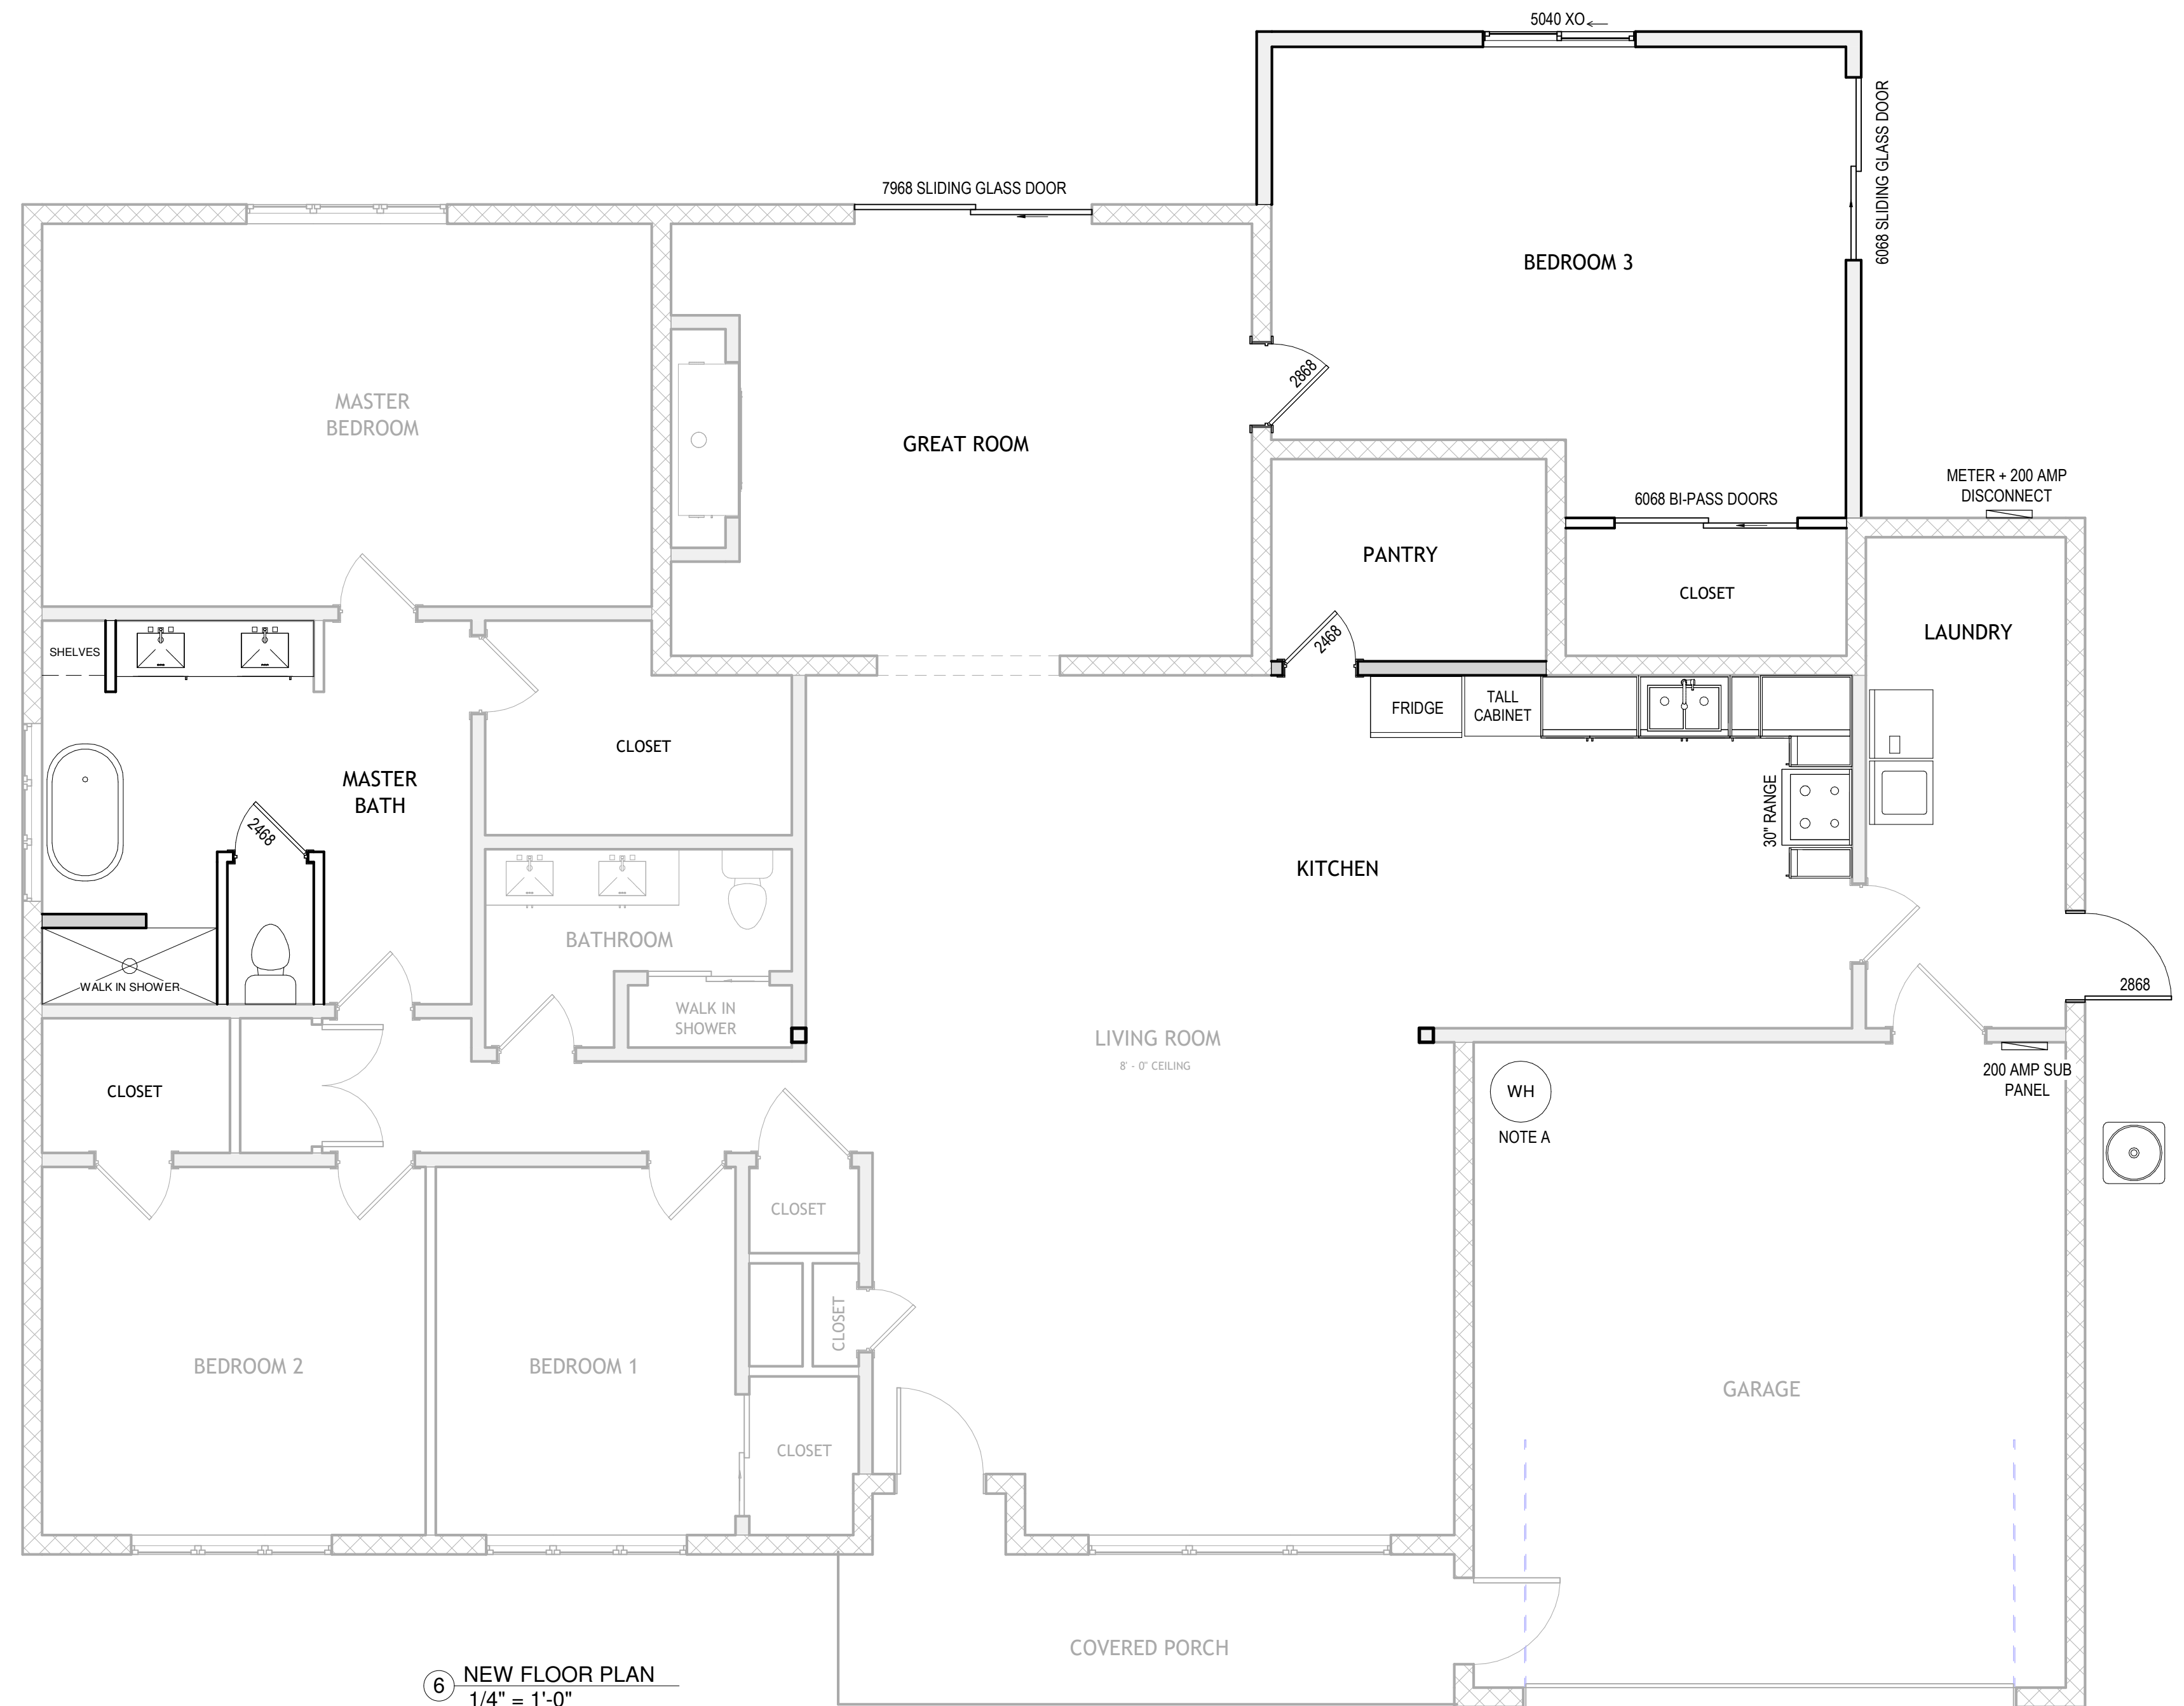 5040 XO
6068 SLIDING GLASS DOOR
7968 SLIDING GLASS DOOR
BEDROOM 3
2868
MASTER
BEDROOM
GREAT ROOM
METER + 200 AMP
DISCONNECT
6068 BI-PASS DOORS
PANTRY
CLOSET
LAUNDRY
2468
SHELVES
FRIDGE
TALL
CABINET
CLOSET
MASTER
BATH
30" RANGE
2468
KITCHEN
BATHROOM
WALK IN SHOWER
2868
WALK IN
SHOWER
LIVING ROOM
8' - 0" CEILING
200 AMP SUB
PANEL
CLOSET
WH
NOTE A
CLOSET
CLOSET
BEDROOM 2
BEDROOM 1
GARAGE
CLOSET
COVERED PORCH
6
NEW FLOOR PLAN
1/4" = 1'-0"